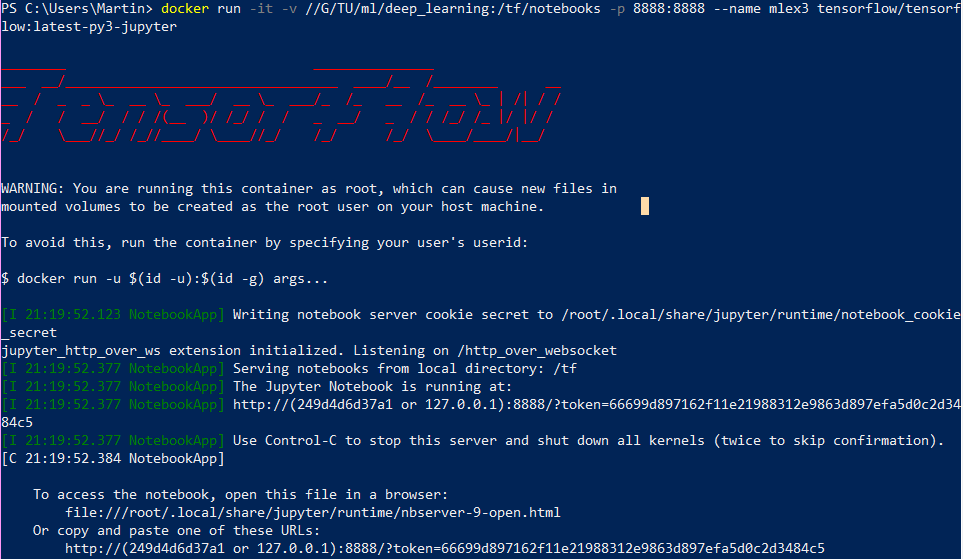 PS C:\Users\Martin> docker run -it -v //G/TU/ml/deep_learning:/tf/notebooks -p 8888:8888 --name mlex3 tensorflow/tensorf
low:latest-py3-jupyter
TensorFlow
WARNING: You are running this container as root, which can cause new files in
mounted volumes to be created as the root user on your host machine.
To avoid this, run the container by specifying your user's userid:
$ docker run -u $(id -u):$(id -g) args...
[I 21:19:52.123 NotebookApp] Writing notebook server cookie secret to /root/.local/share/jupyter/runtime/notebook_cookie
_secret
jupyter_http_over_ws extension initialized. Listening on /http_over_websocket
[I 21:19:52.377 NotebookApp] Serving notebooks from local directory: /tf
[I 21:19:52.377 NotebookApp] The Jupyter Notebook is running at:
[I 21:19:52.377 NotebookApp] http://(249d4d6d37a1 or 127.0.0.1):8888/?token=66699d897162f11e21988312e9863d897efa5d0c2d34
84c5
[I 21:19:52.377 NotebookApp] Use Control-C to stop this server and shut down all kernels (twice to skip confirmation).
[C 21:19:52.384 NotebookApp]
To access the notebook, open this file in a browser:
file:///root/.local/share/jupyter/runtime/nbserver-9-open.html
Or copy and paste one of these URLs:
http://(249d4d6d37a1 or 127.0.0.1):8888/?token=66699d897162f11e21988312e9863d897efa5d0c2d3484c5